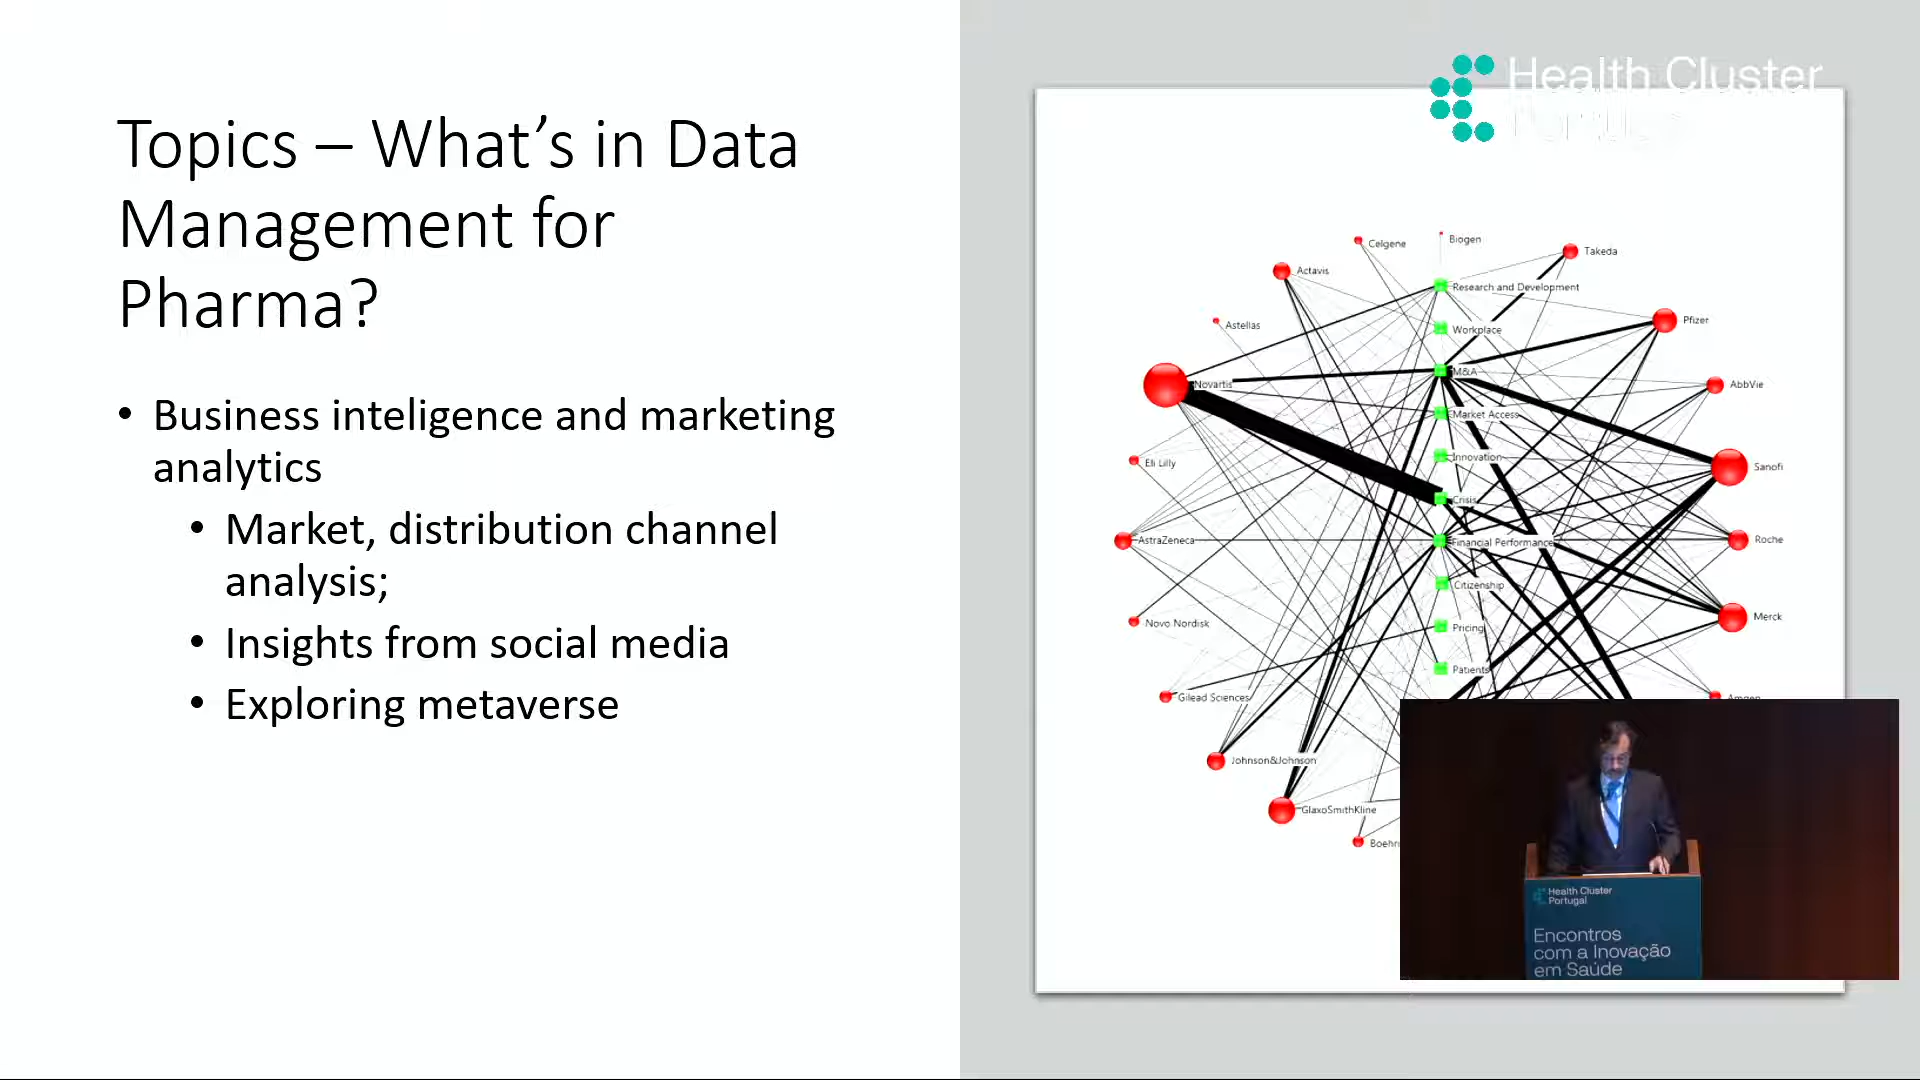 Topics – What's in Data
Management for
Pharma?
• Business inteligence and marketing
analytics
• Market, distribution channel
analysis;
• Insights from social media
• Exploring metaverse
Health Cluster
Celgene
Biogen
Takeda
Actavis
Research and Development
Astellas
Workplace
Pfizer
Novartis
M&A
AbbVie
Market Access
Eli Lilly
Innovation
Sanofi
Crisis
AstraZeneca
Financial Performance
Roche
Citizenship
Novo Nordisk
Pricing
Merck
Patients
Gilead Sciences
Amgen
Johnson&Johnson
GlaxoSmithKline
Boehr
Health Cluster
Portugal
Encontros
com a Inovação
em Saúde